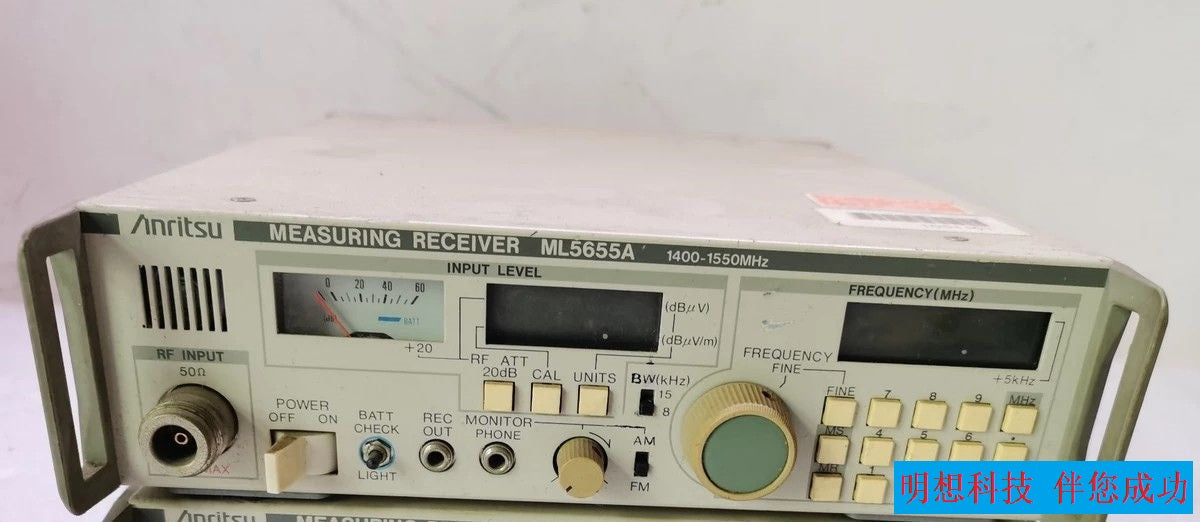 Anritsu MEASURING RECEIVER ML5655A 1400-1550MHz
INPUT LEVEL
FREQUENCY(MHz)
0 20 40 60
BATT
(dBμV)
(dBμV/m)
+20
+5kHz
RF INPUT
50Ω
MAX
RF ATT
20dB CAL UNITS
BW(kHz)
15
8
FREQUENCY
FINE
FINE 7 8 9 MHz
MS 4 5 6 .
MR 1
POWER
OFF ON
BATT
CHECK
LIGHT
REC
OUT
MONITOR
PHONE
AM
FM
明想科技 伴您成功
Anritsu MEASURING